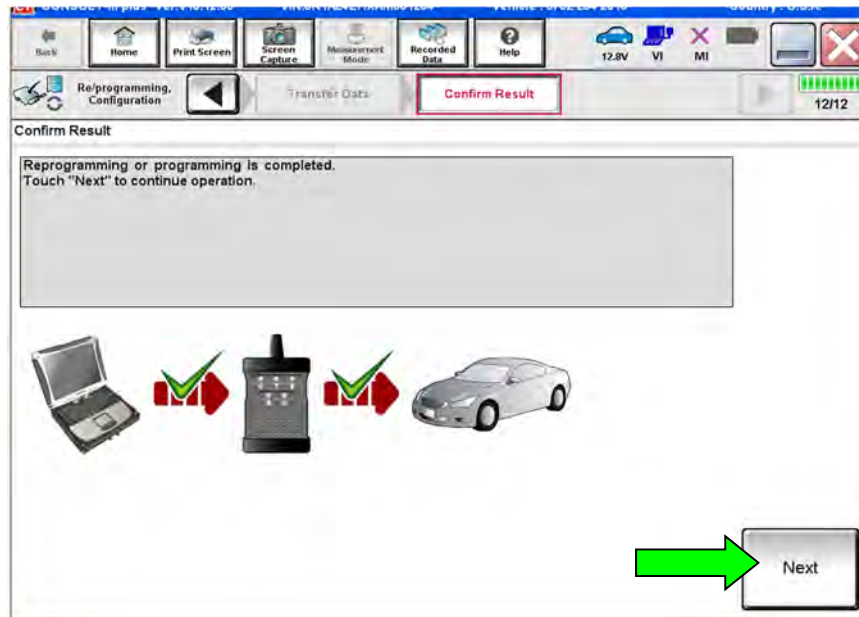 Back
Home
Print Screen
Screen
Capture
Measurement
Mode
Recorded
Data
Help
12.8V
VI
MI
Re/programming,
Configuration
Transfer Data
Confirm Result
12/12
Confirm Result
Reprogramming or programming is completed.
Touch "Next" to continue operation.
Next